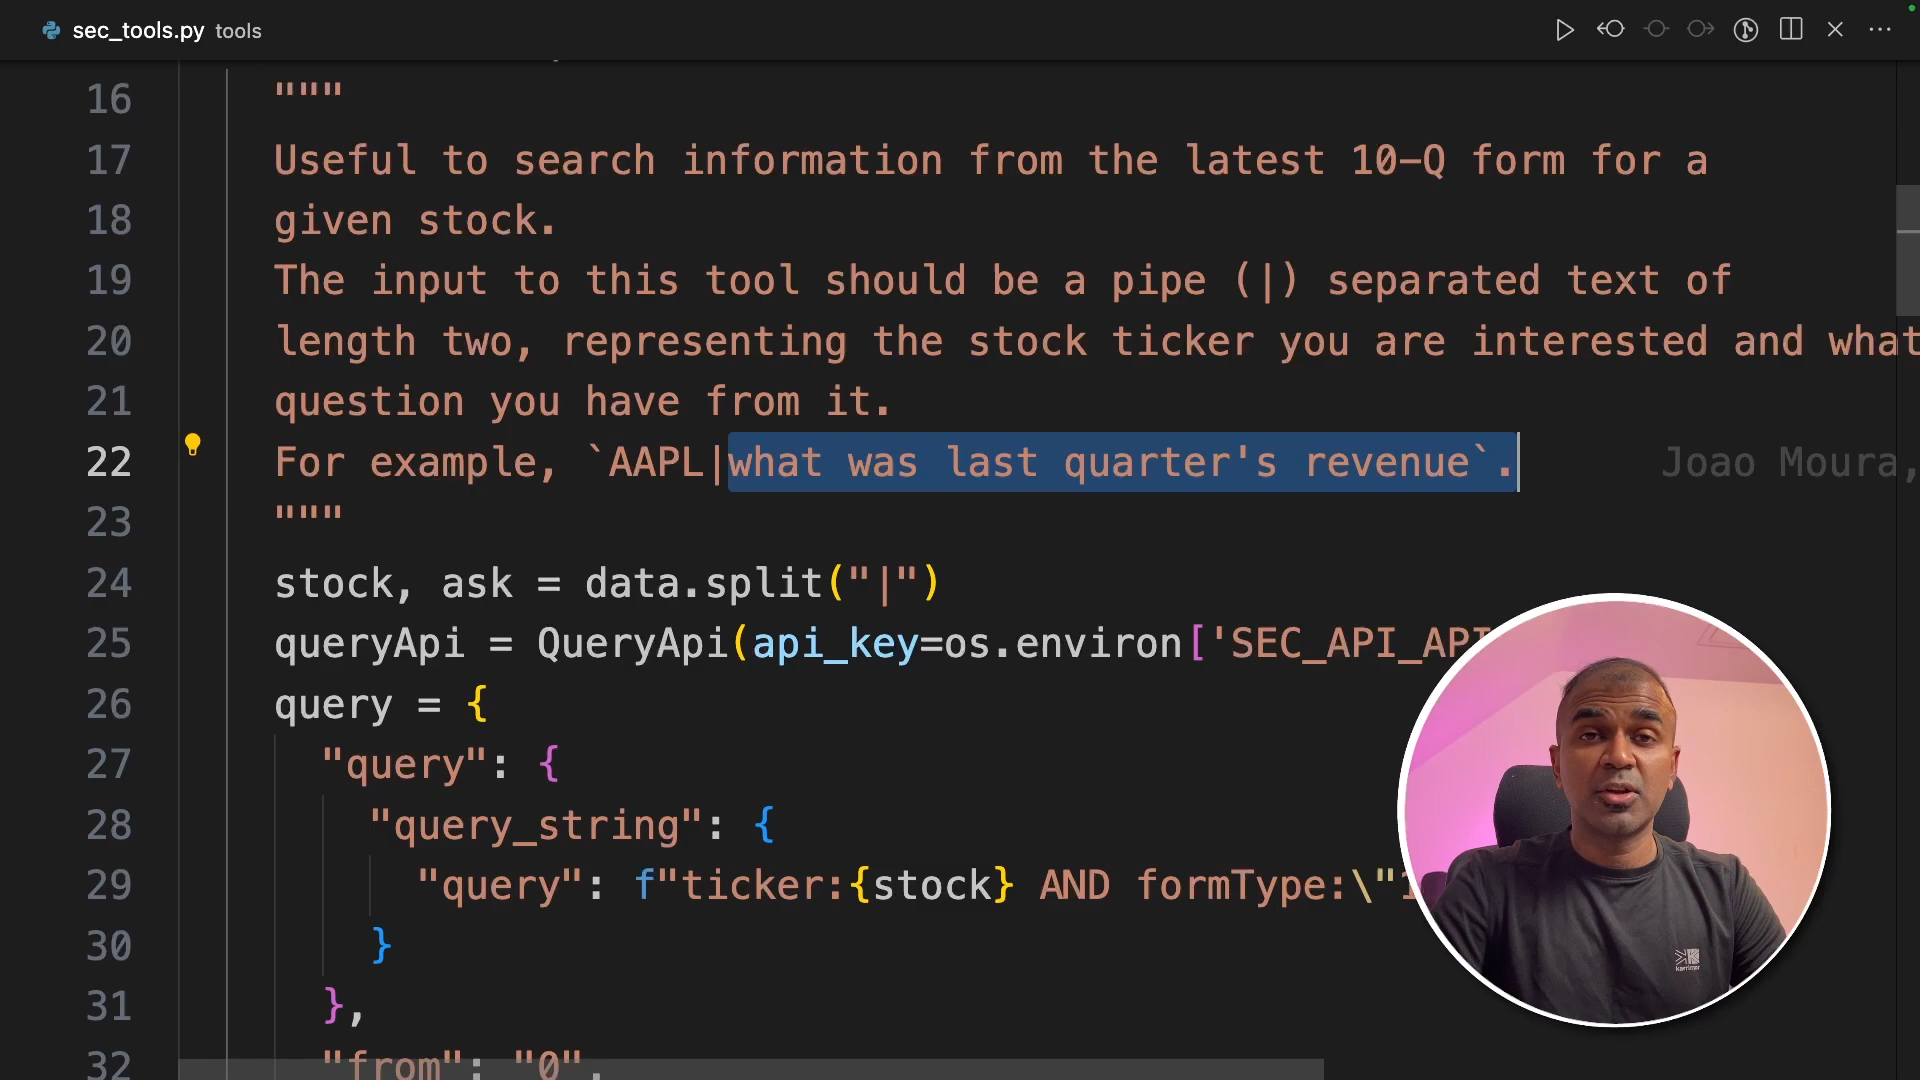 sec_tools.py tools
16 """
17 Useful to search information from the latest 10-Q form for a
18 given stock.
19 The input to this tool should be a pipe (|) separated text of
20 length two, representing the stock ticker you are interested and what
21 question you have from it.
22 For example, `AAPL|what was last quarter's revenue`. Joao Moura,
23 """
24 stock, ask = data.split("|")
25 queryApi = QueryApi(api_key=os.environ['SEC_API_API
26 query = {
27 "query": {
28 "query_string": {
29 "query": f"ticker:{stock} AND formType:\"1
30 }
31 },
32 "from": "0",
karrimor